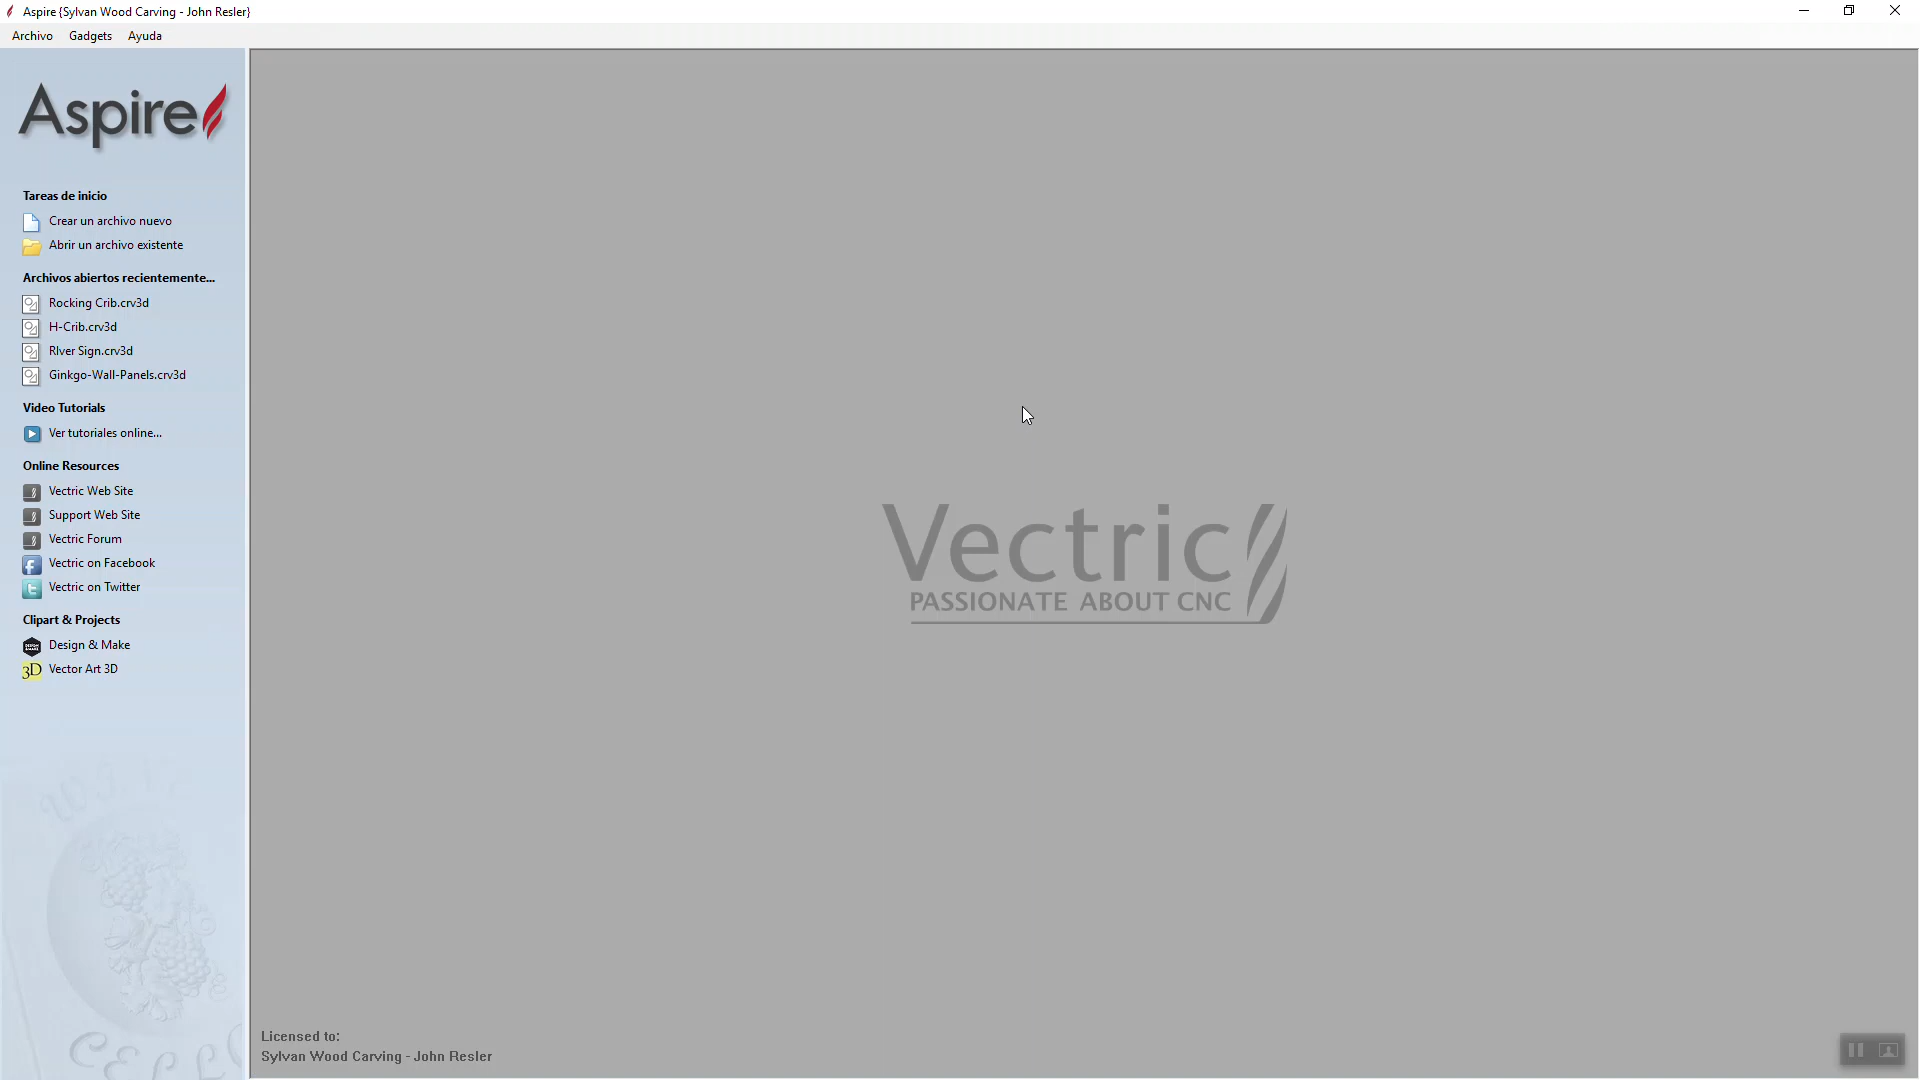 Aspire {Sylvan Wood Carving - John Resler}
Archivo Gadgets Ayuda
Aspire
Tareas de inicio
Crear un archivo nuevo
Abrir un archivo existente
Archivos abiertos recientemente...
Rocking Crib.crv3d
H-Crib.crv3d
RIver Sign.crv3d
Ginkgo-Wall-Panels.crv3d
Video Tutorials
Ver tutoriales online...
Online Resources
Vectric Web Site
Support Web Site
Vectric Forum
Vectric on Facebook
Vectric on Twitter
Clipart & Projects
Design & Make
3D Vector Art 3D
Vectric
PASSIONATE ABOUT CNC
Licensed to:
Sylvan Wood Carving - John Resler